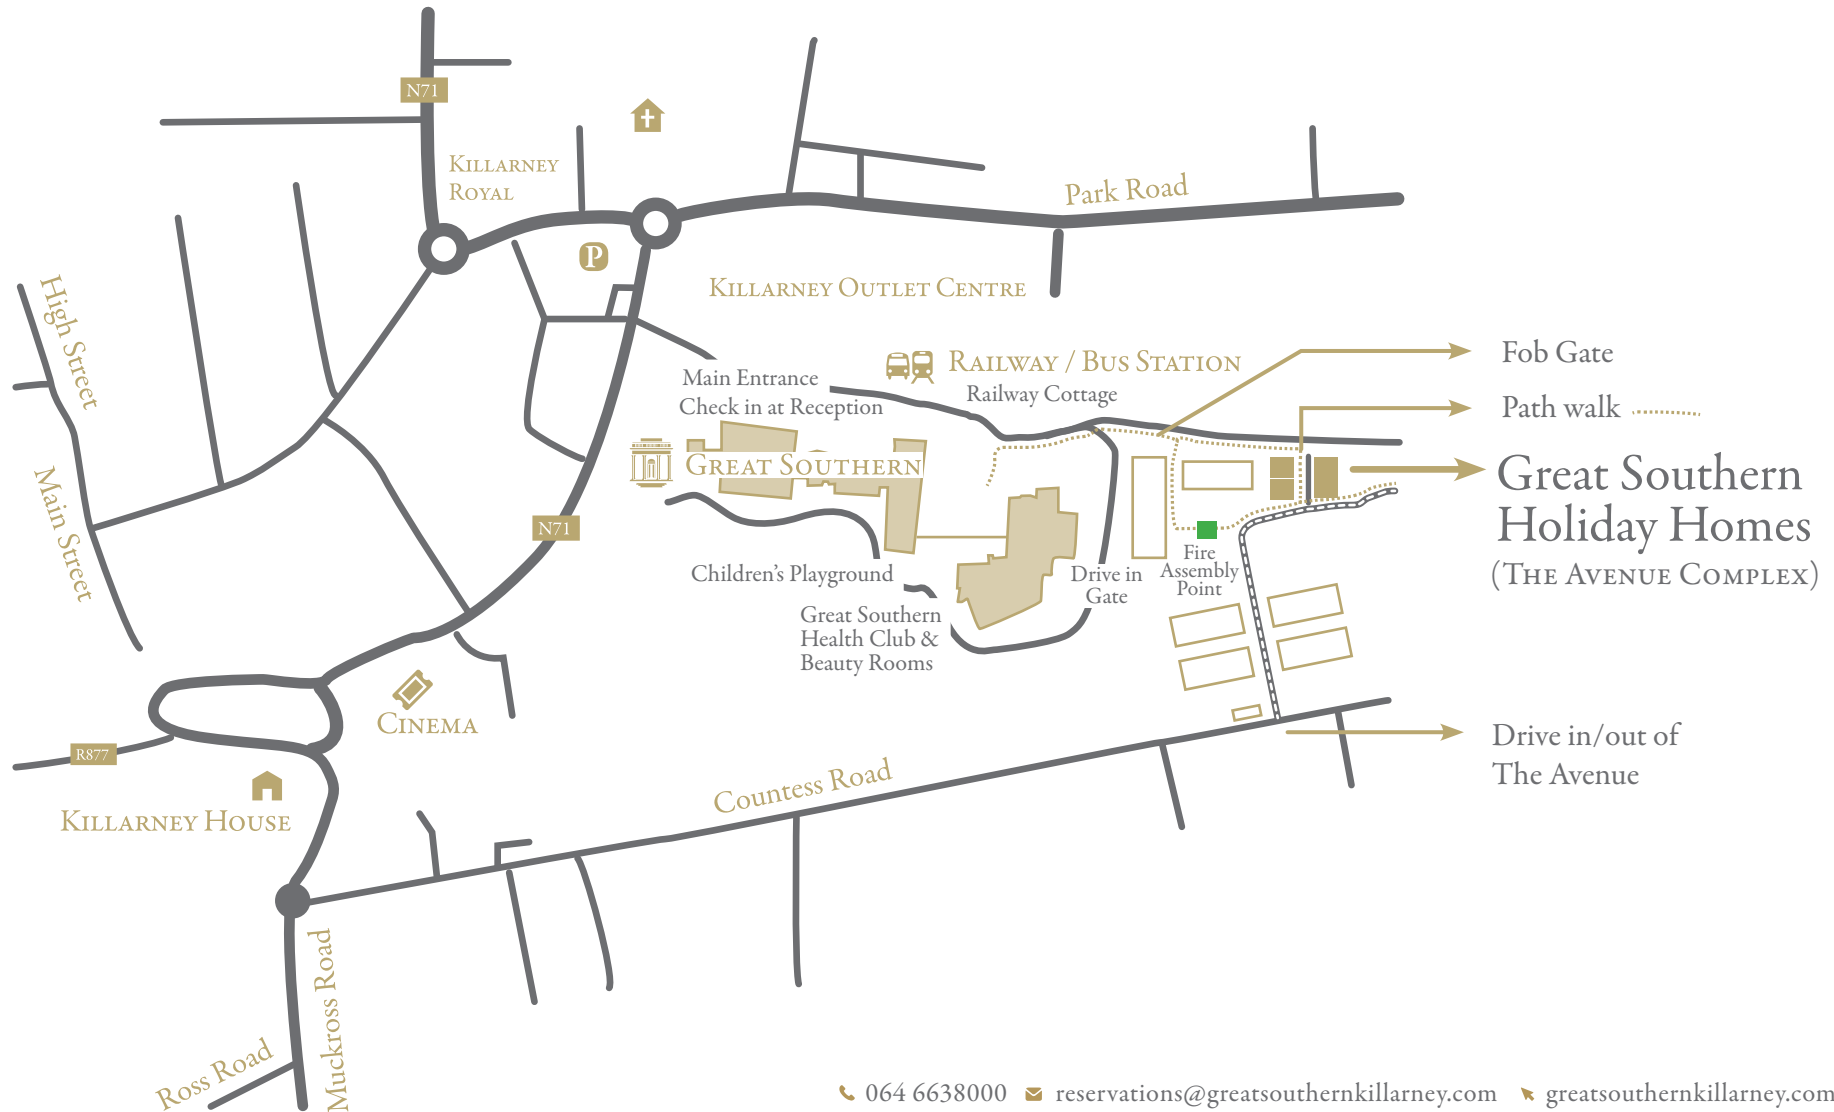 N71
KILLARNEY
ROYAL
P
Park Road
KILLARNEY OUTLET CENTRE
High Street
Main Street
RAILWAY / BUS STATION
Railway Cottage
Main Entrance
Check in at Reception
GREAT SOUTHERN
Fob Gate
Path walk
Great Southern
Holiday Homes
(THE AVENUE COMPLEX)
N71
Children's Playground
Great Southern
Health Club &
Beauty Rooms
Drive in
Gate
Fire
Assembly
Point
CINEMA
R877
KILLARNEY HOUSE
Countess Road
Drive in/out of
The Avenue
Muckross Road
Ross Road
064 6638000
reservations@greatsouthernkillarney.com
greatsouthernkillarney.com